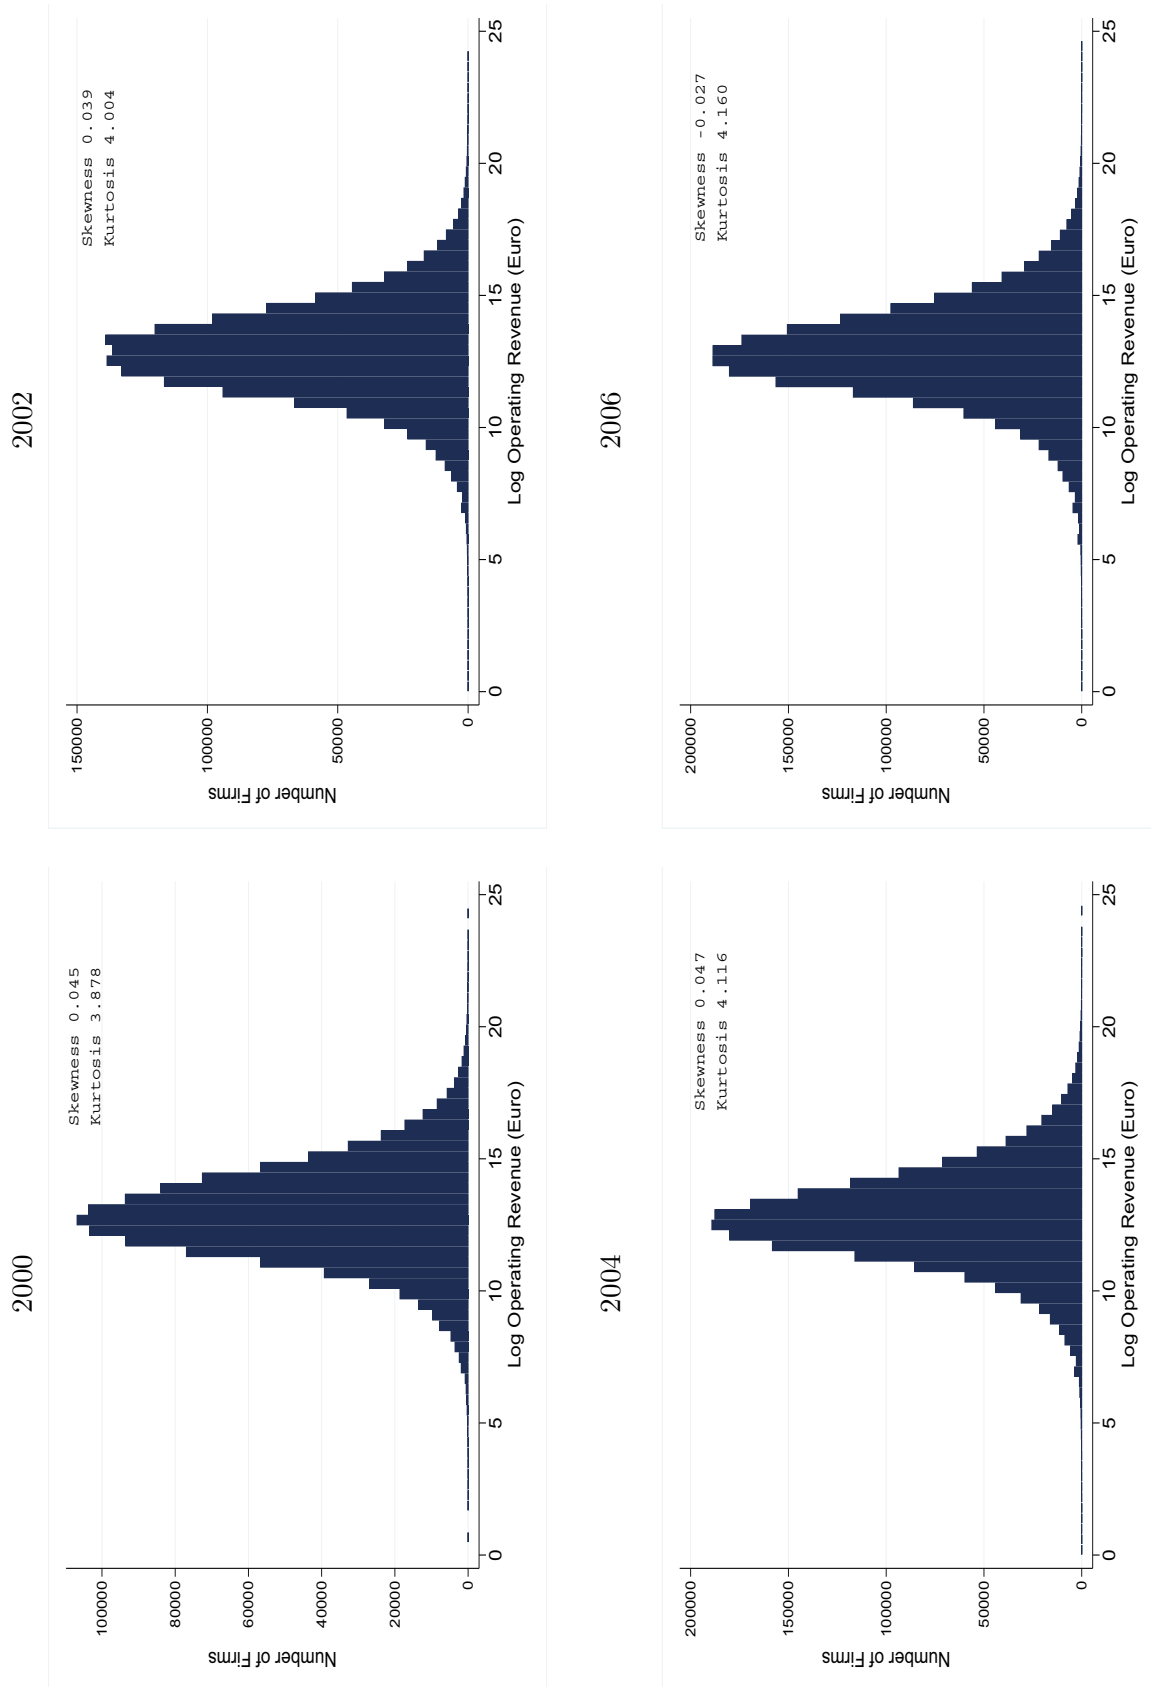 2000
Skewness 0.045
Kurtosis 3.878
Number of Firms
100000
80000
60000
40000
20000
0
0 5 10 15 20 25
Log Operating Revenue (Euro)
2002
Skewness 0.039
Kurtosis 4.004
Number of Firms
150000
100000
50000
0
0 5 10 15 20 25
Log Operating Revenue (Euro)
2004
Skewness 0.047
Kurtosis 4.116
Number of Firms
200000
150000
100000
50000
0
0 5 10 15 20 25
Log Operating Revenue (Euro)
2006
Skewness -0.027
Kurtosis 4.160
Number of Firms
200000
150000
100000
50000
0
0 5 10 15 20 25
Log Operating Revenue (Euro)